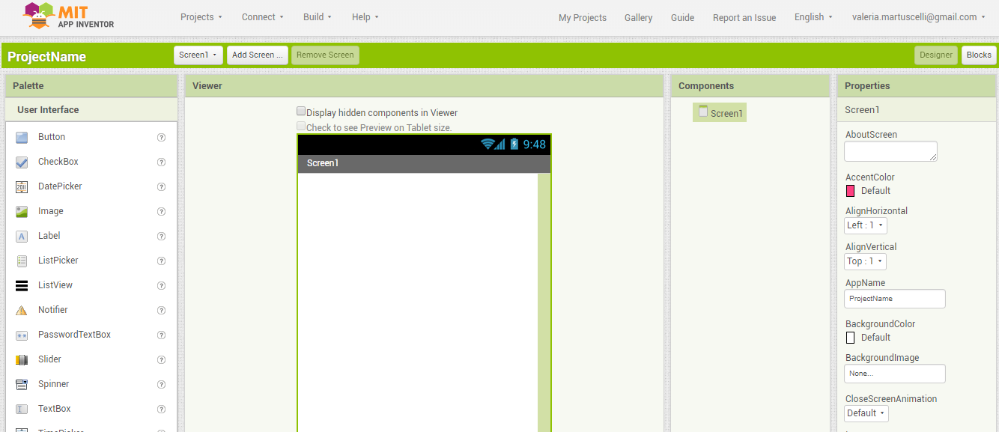 MIT
APP INVENTOR
Projects Connect Build Help My Projects Gallery Guide Report an Issue English valeria.martuscelli@gmail.com
ProjectName Screen1 Add Screen ... Remove Screen Designer Blocks
Palette
User Interface
Button ?
CheckBox ?
2011 DatePicker ?
Image ?
A Label ?
ListPicker ?
ListView ?
Notifier ?
PasswordTextBox ?
Slider ?
Spinner ?
TextBox ?
TimePicker
Viewer
Display hidden components in Viewer
Check to see Preview on Tablet size.
9:48
Screen1
Components
Screen1
Properties
Screen1
AboutScreen
AccentColor
Default
AlignHorizontal
Left : 1
AlignVertical
Top : 1
AppName
ProjectName
BackgroundColor
Default
BackgroundImage
None...
CloseScreenAnimation
Default